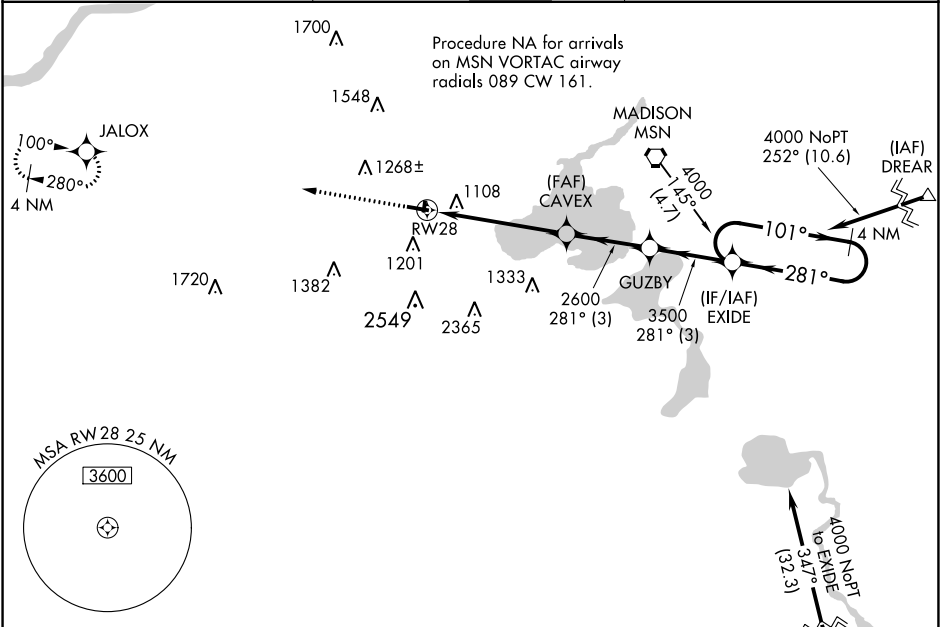 1700
Procedure NA for arrivals
on MSN VORTAC airway
radials 089 CW 161.
1548
MADISON
MSN
4000
145°
(4.7)
4000 NoPT
252° (10.6)
(IAF)
DREAR
100°
JALOX
280°
4 NM
1268±
1108
(FAF)
CAVEX
RW28
101°
4 NM
281°
1201
1720
1382
1333
GUZBY
(IF/IAF)
EXIDE
2549
2365
2600
281° (3)
3500
281° (3)
MSA RW28 25 NM
3600
4000 NoPT
to EXIDE
347°
(32.3)